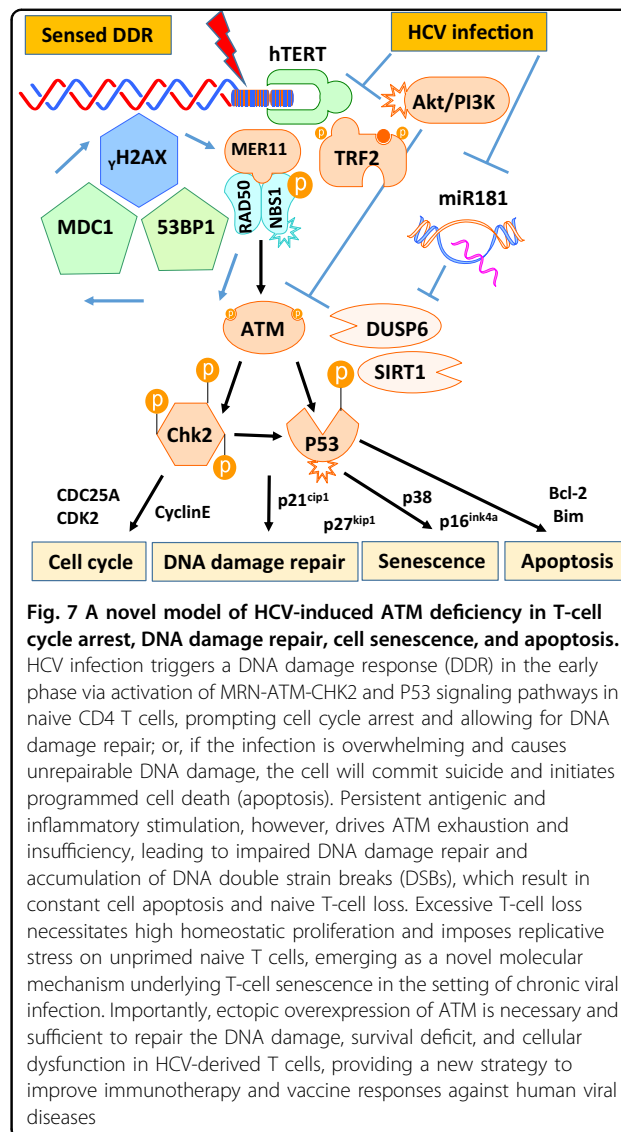 Sensed DDR
HCV infection
hTERT
Akt/PI3K
γH2AX
MER11
p
p
TRF2
MDC1
53BP1
RAD50
NBS1
p
miR181
p
p
ATM
DUSP6
SIRT1
p
p
p
p
Chk2
P53
CDC25A
CDK2
CyclinE
p21cip1
p27kip1
p38
p16ink4a
Bcl-2
Bim
Cell cycle
DNA damage repair
Senescence
Apoptosis
Fig. 7 A novel model of HCV-induced ATM deficiency in T-cell
cycle arrest, DNA damage repair, cell senescence, and apoptosis.
HCV infection triggers a DNA damage response (DDR) in the early
phase via activation of MRN-ATM-CHK2 and P53 signaling pathways in
naive CD4 T cells, prompting cell cycle arrest and allowing for DNA
damage repair; or, if the infection is overwhelming and causes
unrepairable DNA damage, the cell will commit suicide and initiates
programmed cell death (apoptosis). Persistent antigenic and
inflammatory stimulation, however, drives ATM exhaustion and
insufficiency, leading to impaired DNA damage repair and
accumulation of DNA double strand breaks (DSBs), which result in
constant cell apoptosis and naive T-cell loss. Excessive T-cell loss
necessitates high homeostatic proliferation and imposes replicative
stress on unprimed naive T cells, emerging as a novel molecular
mechanism underlying T-cell senescence in the setting of chronic viral
infection. Importantly, ectopic overexpression of ATM is necessary and
sufficient to repair the DNA damage, survival deficit, and cellular
dysfunction in HCV-derived T cells, providing a new strategy to
improve immunotherapy and vaccine responses against human viral
diseases